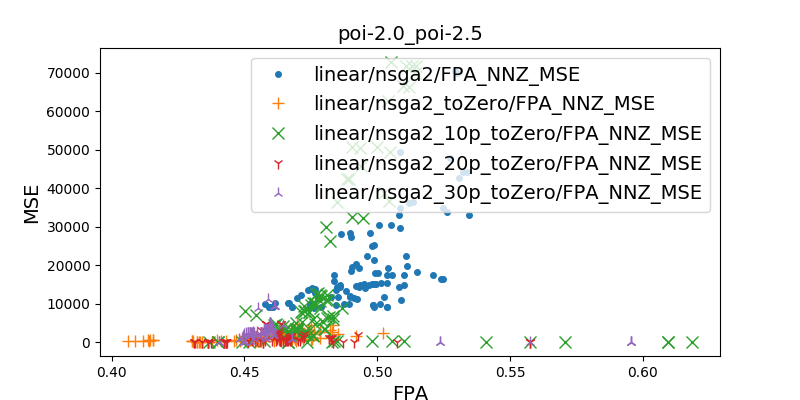 poi-2.0_poi-2.5
linear/nsga2/FPA_NNZ_MSE
linear/nsga2_toZero/FPA_NNZ_MSE
linear/nsga2_10p_toZero/FPA_NNZ_MSE
linear/nsga2_20p_toZero/FPA_NNZ_MSE
linear/nsga2_30p_toZero/FPA_NNZ_MSE
MSE
70000
60000
50000
40000
30000
20000
10000
0
0.40
0.45
0.50
0.55
0.60
FPA